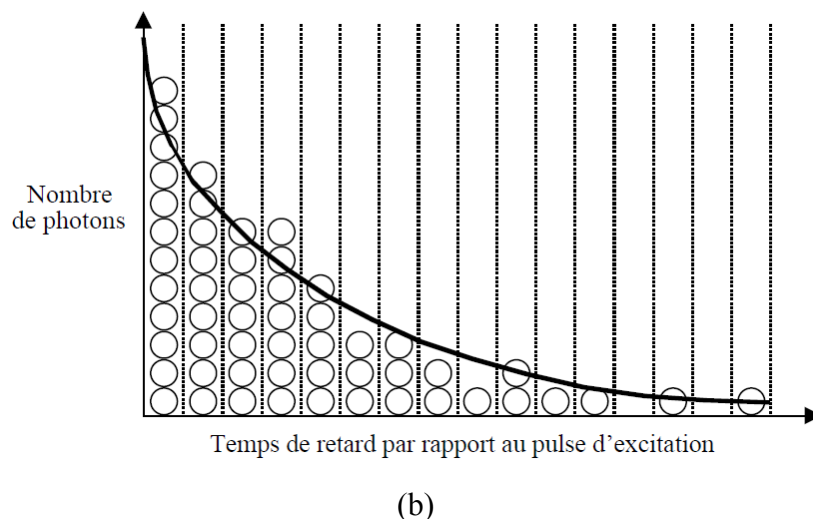 Nombre
de photons
Temps de retard par rapport au pulse d’excitation
(b)